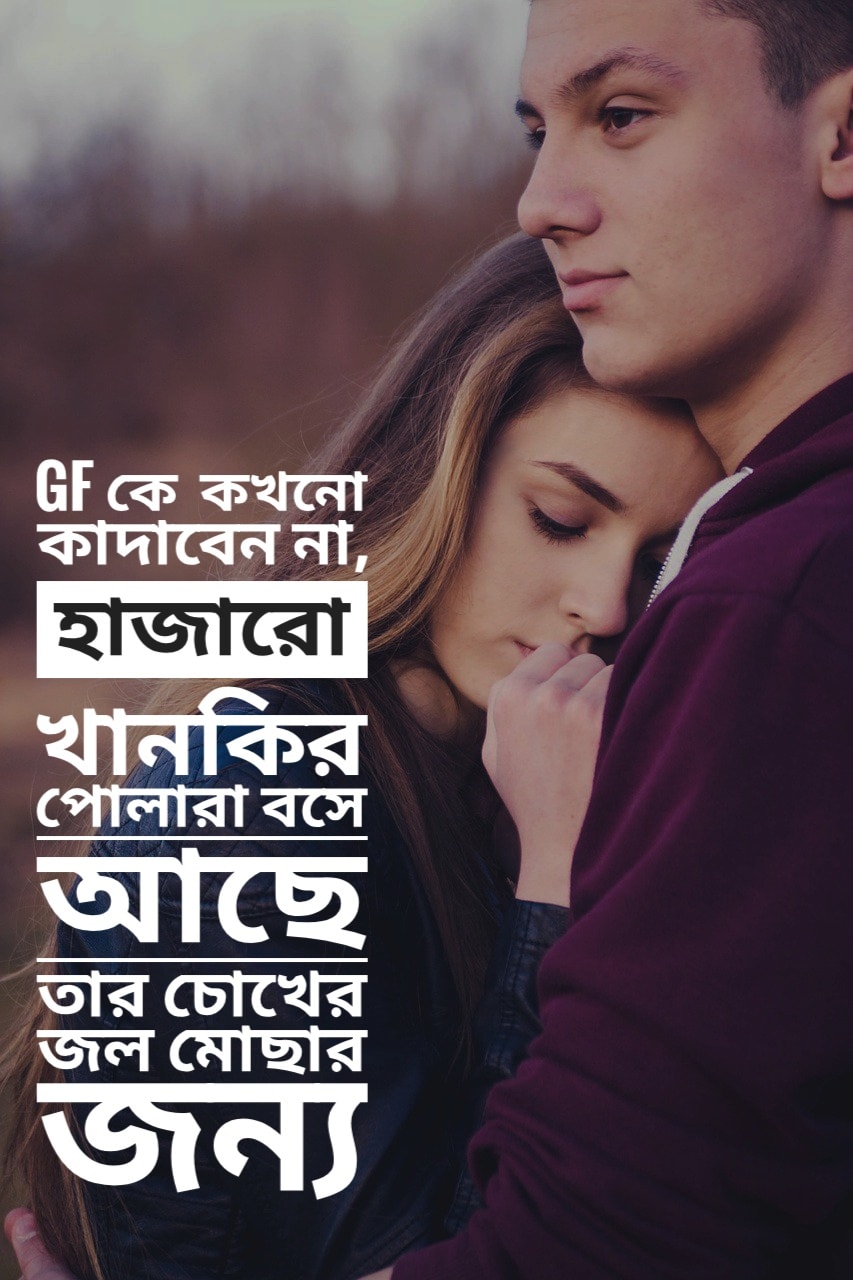 GF কে কখনো
কাদাবেন না,
হাজারো
খানকির
পোলারা বসে
আছে
তার চোখের
জল মোছার
জন্য